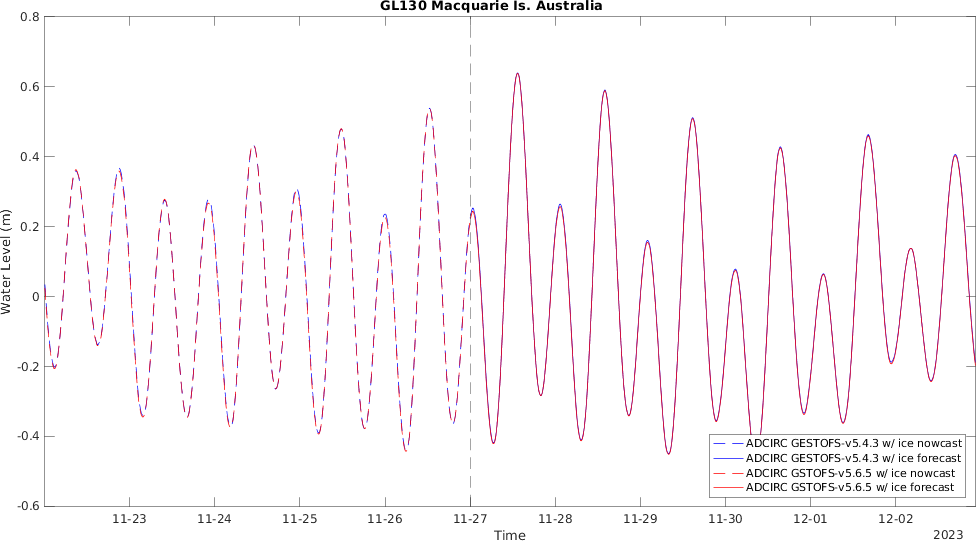 GL130 Macquarie Is. Australia
Water Level (m)
0.8
0.6
0.4
0.2
0
-0.2
-0.4
-0.6
ADCIRC GESTOFS-v5.4.3 w/ ice nowcast
ADCIRC GESTOFS-v5.4.3 w/ ice forecast
ADCIRC GSTOFS-v5.6.5 w/ ice nowcast
ADCIRC GSTOFS-v5.6.5 w/ ice forecast
11-23 11-24 11-25 11-26 11-27 11-28 11-29 11-30 12-01 12-02
Time
2023